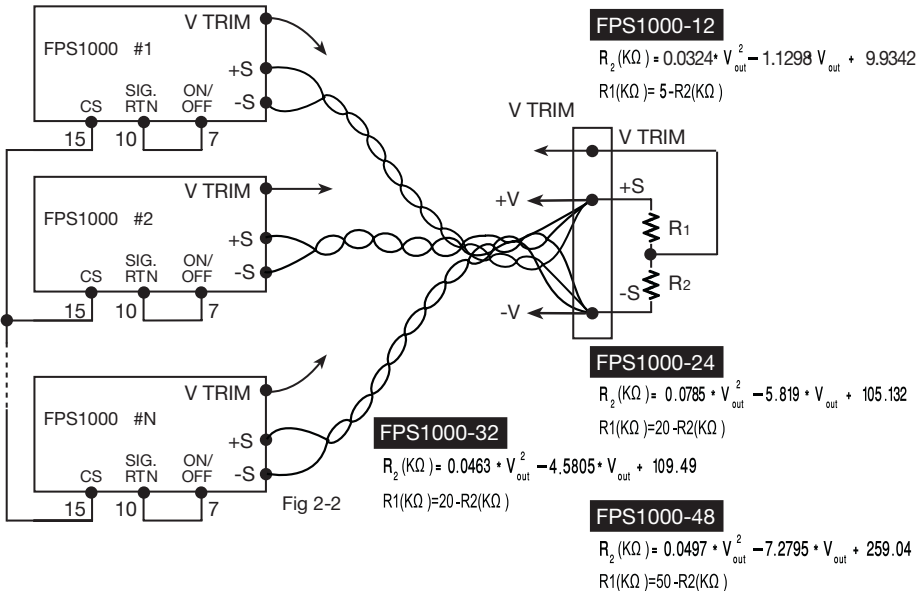 V TRIM
FPS1000 #1
+S
-S
CS
SIG. RTN
ON/ OFF
15
10
7
V TRIM
FPS1000 #2
+S
-S
CS
SIG. RTN
ON/ OFF
15
10
7
V TRIM
FPS1000 #N
+S
-S
CS
SIG. RTN
ON/ OFF
15
10
7
Fig 2-2
V TRIM
V TRIM
+V
+S
R1
R2
-S
-V
FPS1000-12
R2(KΩ) = 0.0324* V²out − 1.1298 Vout + 9.9342
R1(KΩ)= 5-R2(KΩ)
FPS1000-24
R2(KΩ) = 0.0785 * V²out − 5.819 * Vout + 105.132
R1(KΩ)=20-R2(KΩ)
FPS1000-32
R2(KΩ) = 0.0463 * V²out −4.5805* Vout + 109.49
R1(KΩ)=20-R2(KΩ)
FPS1000-48
R2(KΩ) = 0.0497 * V²out −7.2795 * Vout + 259.04
R1(KΩ)=50-R2(KΩ)